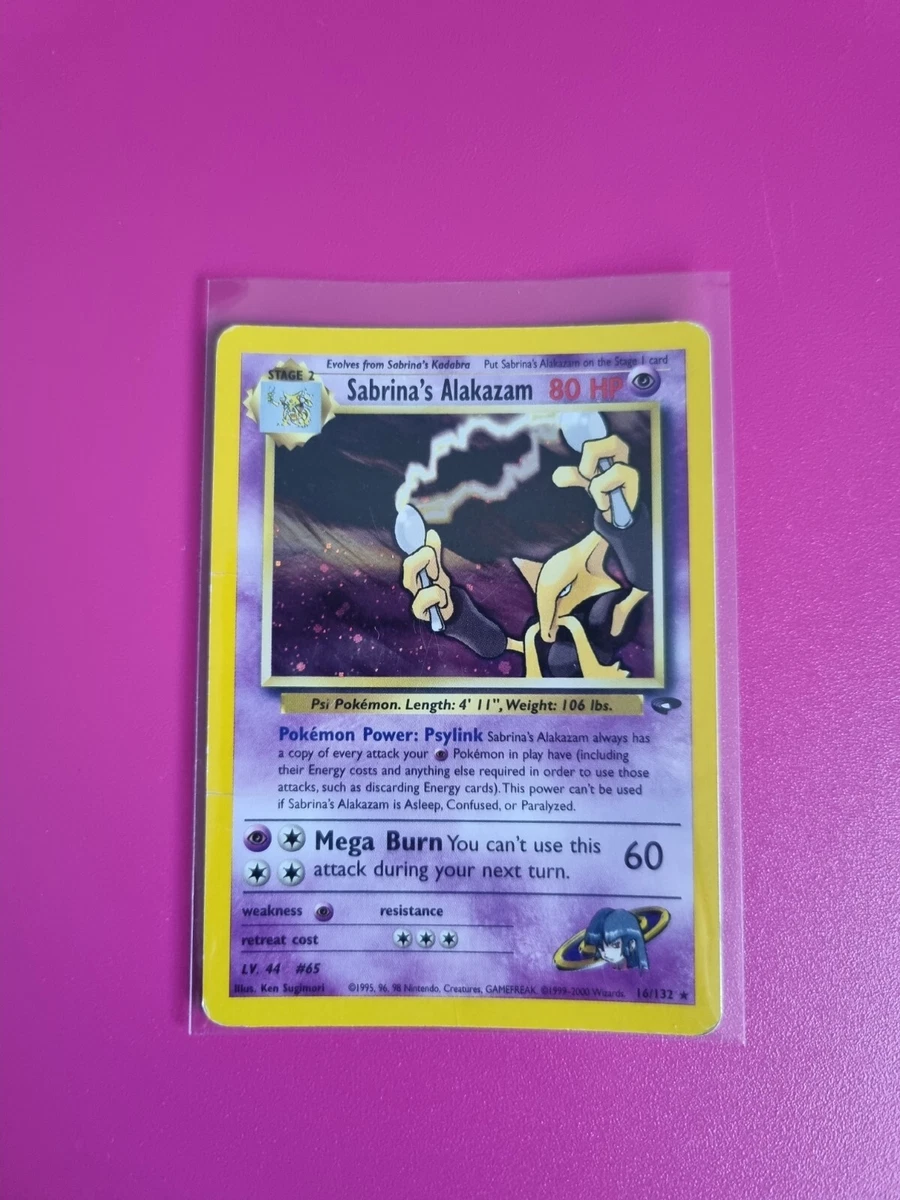 Evolves from Sabrina's Kadabra Put Sabrina's Alakazam on the Stage 1 card
STAGE 2
Sabrina's Alakazam 80 HP
Psi Pokémon. Length: 4' 11", Weight: 106 lbs.
Pokémon Power: Psylink Sabrina's Alakazam always has
a copy of every attack your Pokémon in play have (including
their Energy costs and anything else required in order to use those
attacks, such as discarding Energy cards). This power can't be used
if Sabrina's Alakazam is Asleep, Confused, or Paralyzed.
Mega Burn You can't use this 60
attack during your next turn.
weakness resistance
retreat cost
LV. 44 #65
Illus. Ken Sugimori ©1995, 96, 98 Nintendo, Creatures, GAMEFREAK. ©1999-2000 Wizards. 16/132